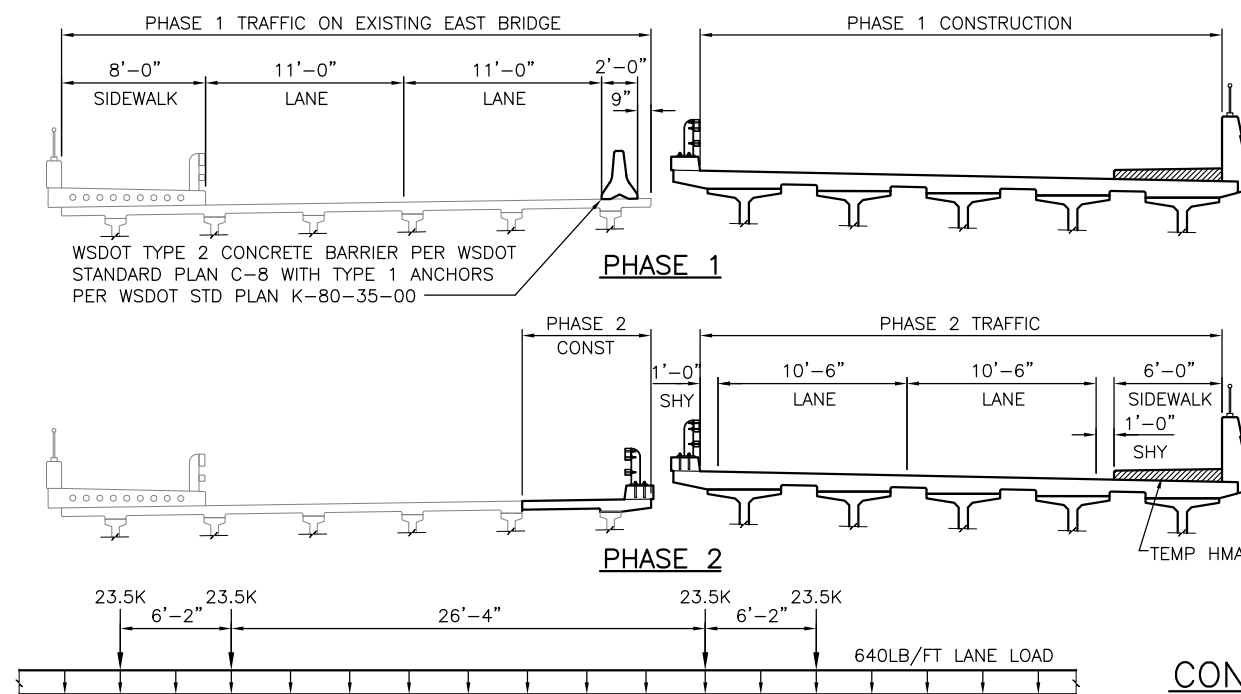 PHASE 1 TRAFFIC ON EXISTING EAST BRIDGE
PHASE 1 CONSTRUCTION
8'-0" 11'-0" 11'-0" 2'-0"
SIDEWALK LANE LANE 9"
WSDOT TYPE 2 CONCRETE BARRIER PER WSDOT
STANDARD PLAN C-8 WITH TYPE 1 ANCHORS
PER WSDOT STD PLAN K-80-35-00
PHASE 1
PHASE 2
CONST
PHASE 2 TRAFFIC
1'-0" 10'-6" 10'-6" 6'-0"
SHY LANE LANE SIDEWALK
1'-0"
SHY
TEMP HMA
PHASE 2
23.5K 23.5K 23.5K 23.5K
6'-2" 26'-4" 6'-2"
640LB/FT LANE LOAD
CON